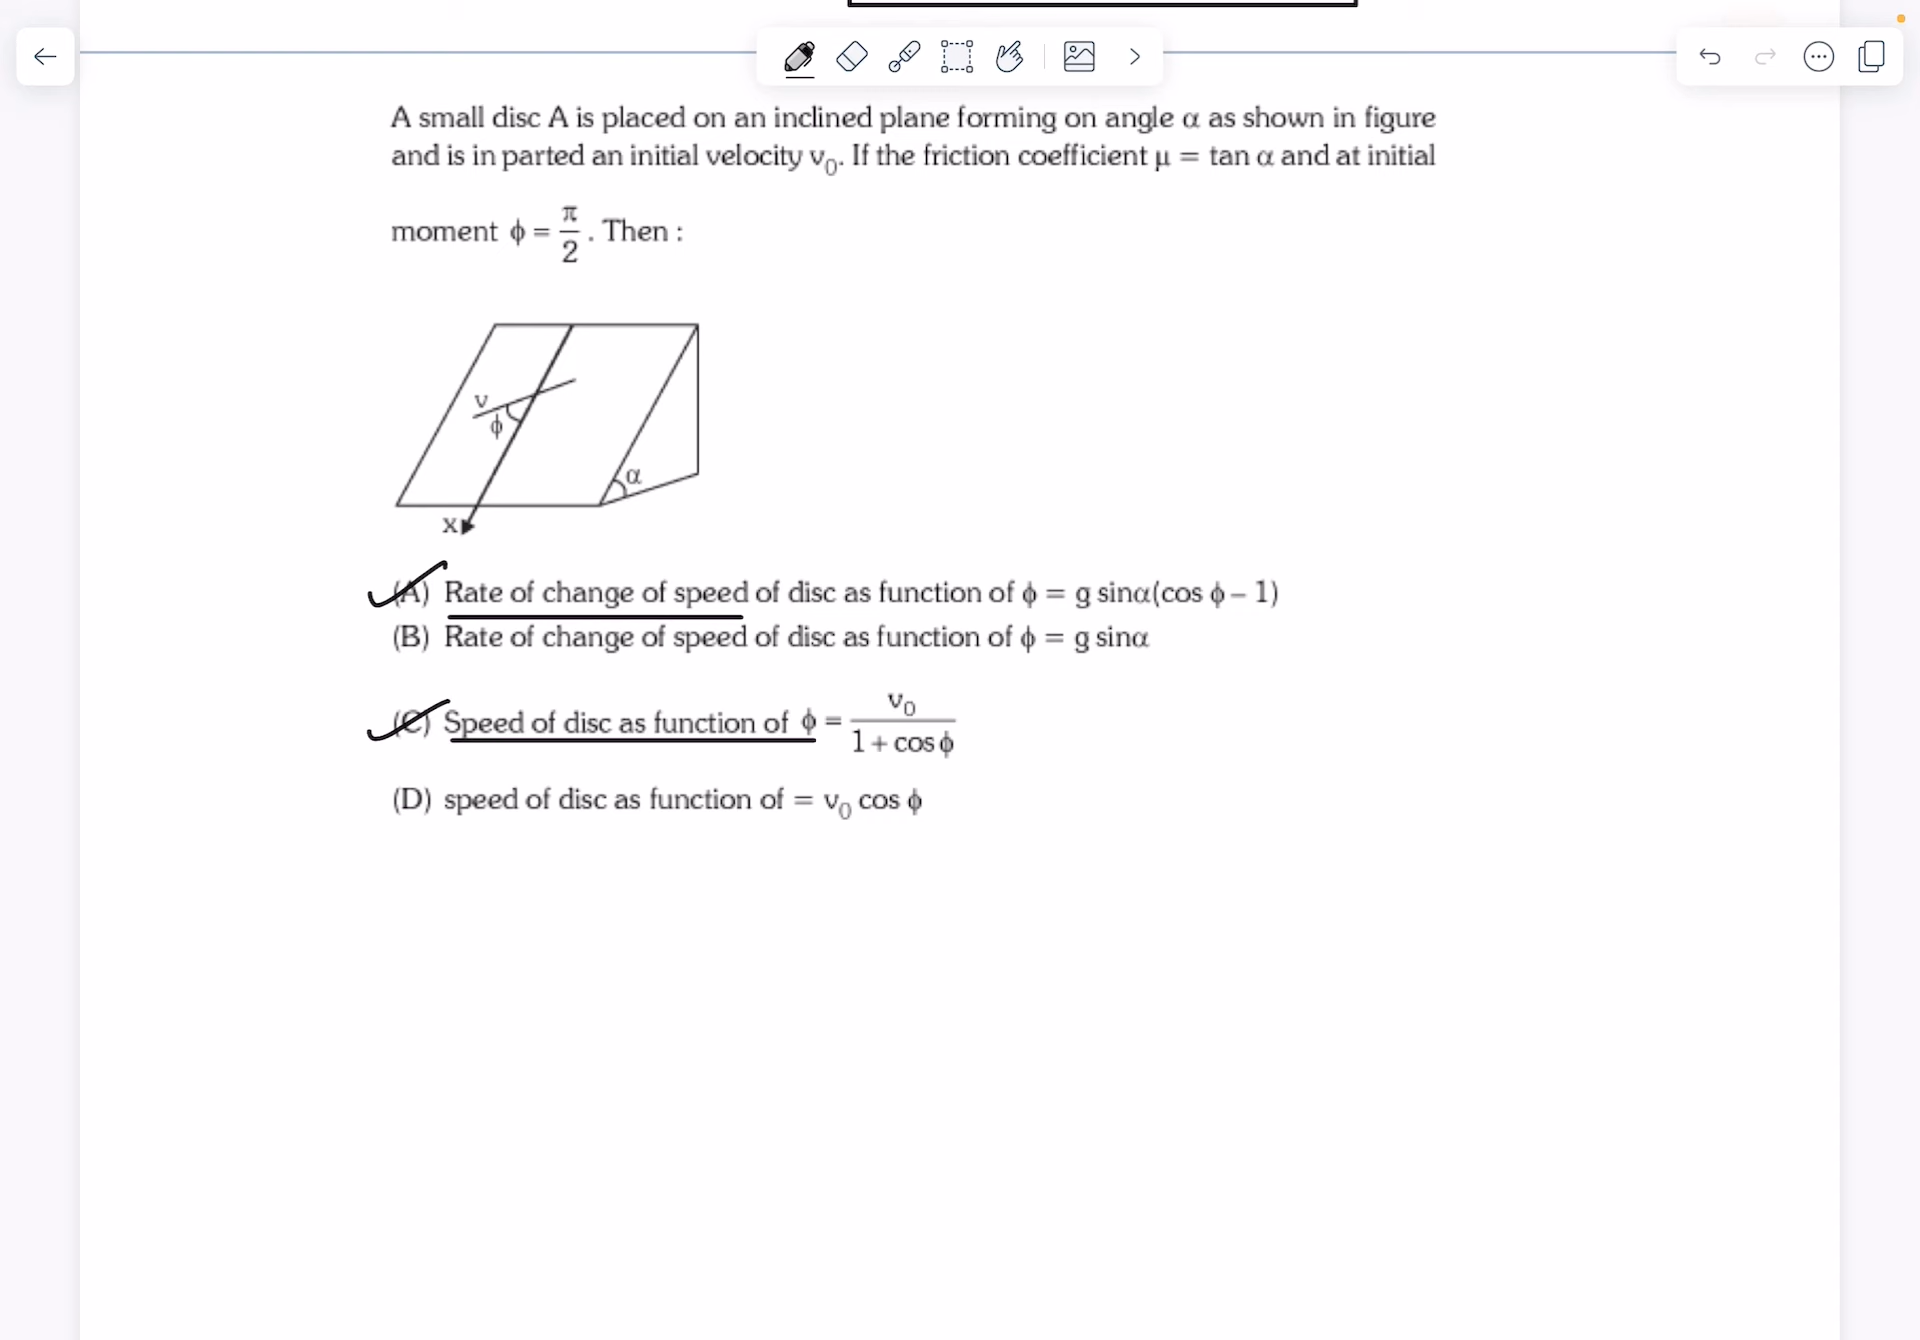 A small disc A is placed on an inclined plane forming on angle α as shown in figure
and is in parted an initial velocity v₀. If the friction coefficient μ = tan α and at initial
moment ϕ = π/2 . Then :
v
ϕ
α
x
(A) Rate of change of speed of disc as function of ϕ = g sinα(cos ϕ – 1)
(B) Rate of change of speed of disc as function of ϕ = g sinα
(C) Speed of disc as function of ϕ = v₀/(1 + cos ϕ)
(D) speed of disc as function of = v₀ cos ϕ